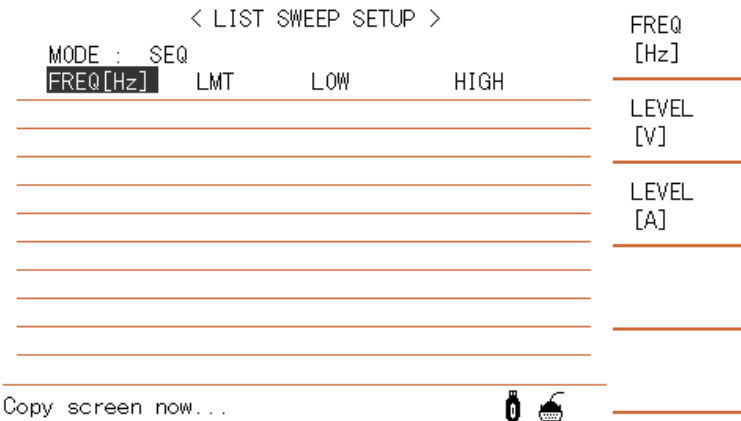 < LIST SWEEP SETUP >
MODE : SEQ
FREQ[Hz] LMT LOW HIGH
Copy screen now...
FREQ
[Hz]
LEVEL
[V]
LEVEL
[A]